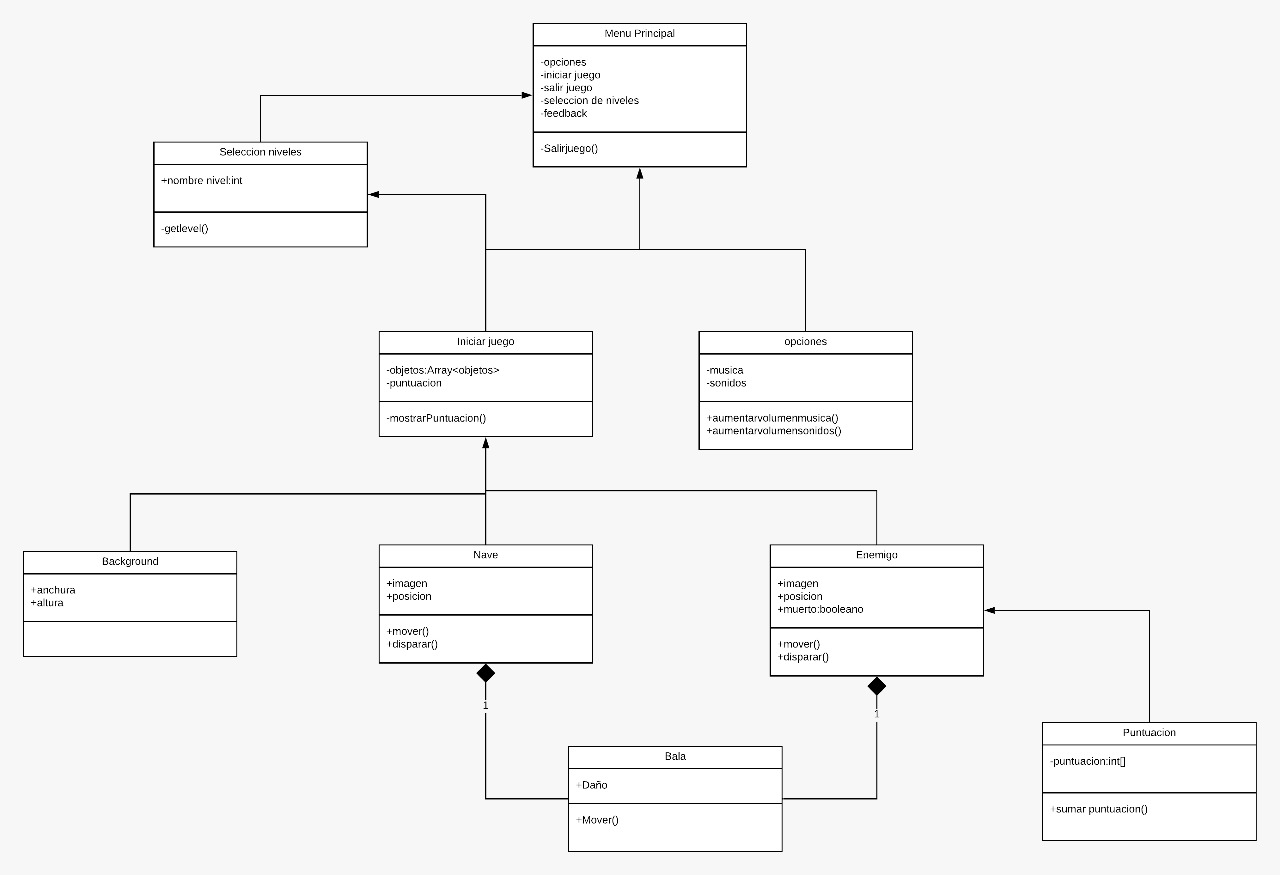 Menu Principal
-opciones
-iniciar juego
-salir juego
-seleccion de niveles
-feedback
-Salirjuego()
Seleccion niveles
+nombre nivel:int
-getlevel()
Iniciar juego
-objetos:Array<objetos>
-puntuacion
-mostrarPuntuacion()
opciones
-musica
-sonidos
+aumentarvolumenmusica()
+aumentarvolumensonidos()
Background
+anchura
+altura
Nave
+imagen
+posicion
+mover()
+disparar()
Enemigo
+imagen
+posicion
+muerto:booleano
+mover()
+disparar()
1
1
Bala
+Daño
+Mover()
Puntuacion
-puntuacion:int[]
+sumar puntuacion()